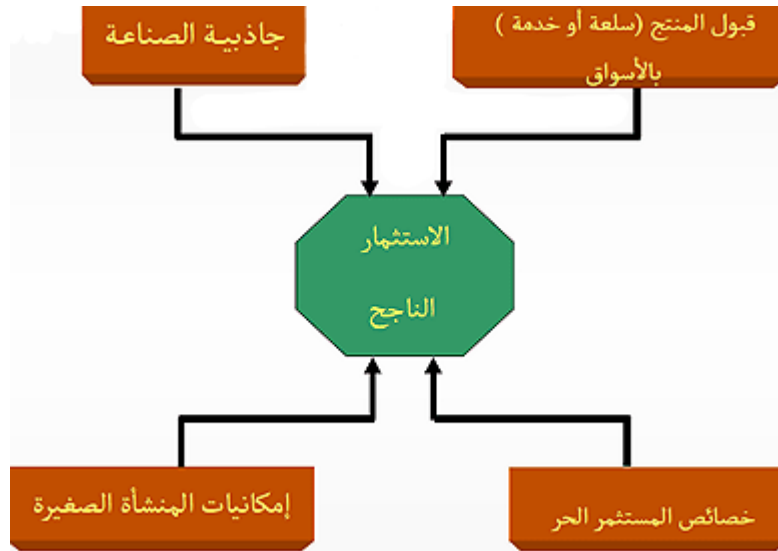 قبول المنتج (سلعة أو خدمة )
بالأسواق
جاذبية الصناعة
الاستثمار
الناجح
خصائص المستثمر الحر
إمكانيات المنشأة الصغيرة